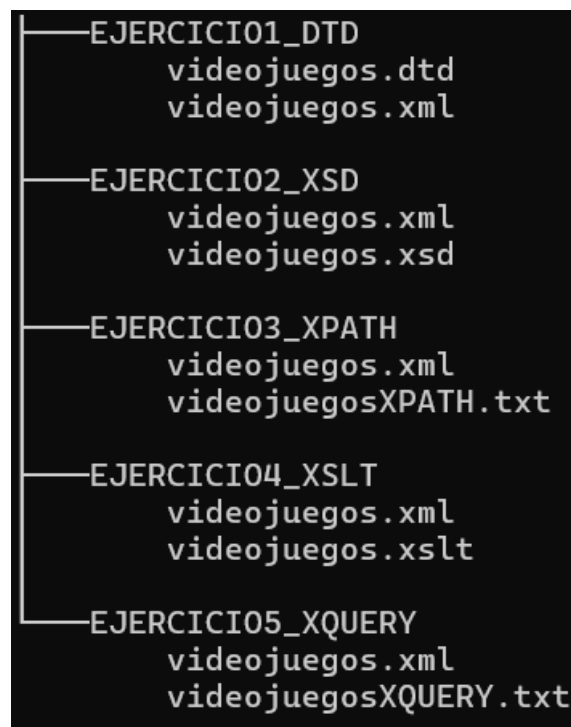 EJERCICIO1_DTD
videojuegos.dtd
videojuegos.xml
EJERCICIO2_XSD
videojuegos.xml
videojuegos.xsd
EJERCICIO3_XPATH
videojuegos.xml
videojuegosXPATH.txt
EJERCICIO4_XSLT
videojuegos.xml
videojuegos.xslt
EJERCICIO5_XQUERY
videojuegos.xml
videojuegosXQUERY.txt